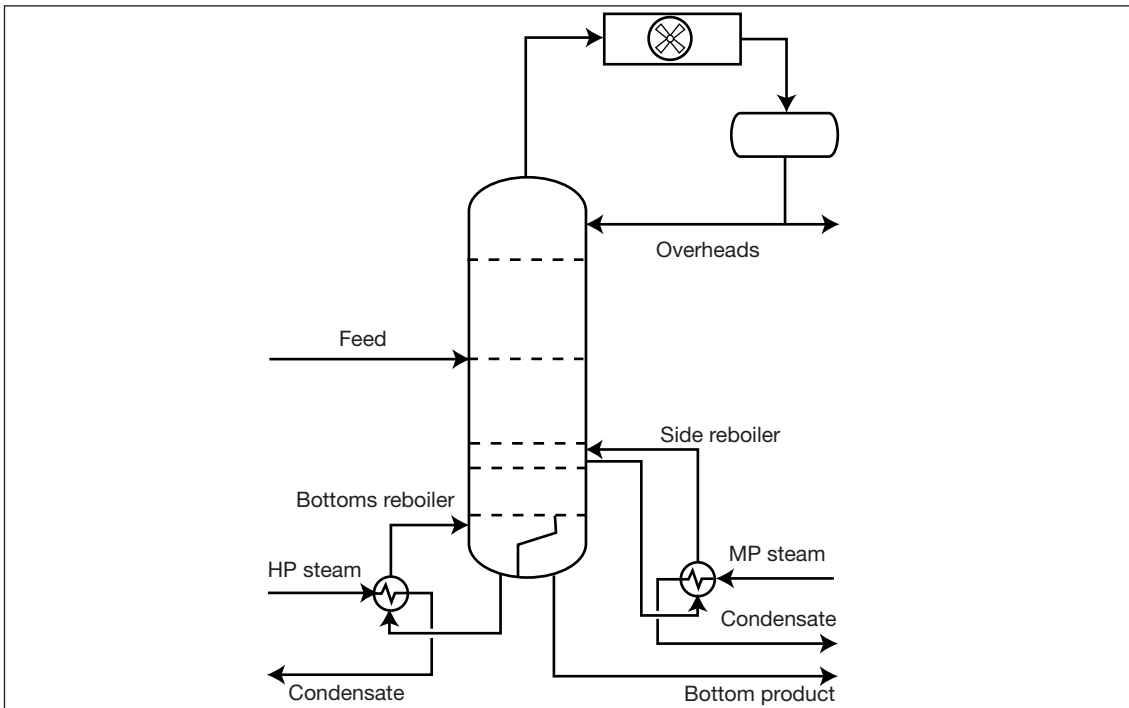 Overheads
Feed
Side reboiler
Bottoms reboiler
MP steam
HP steam
Condensate
Condensate
Bottom product